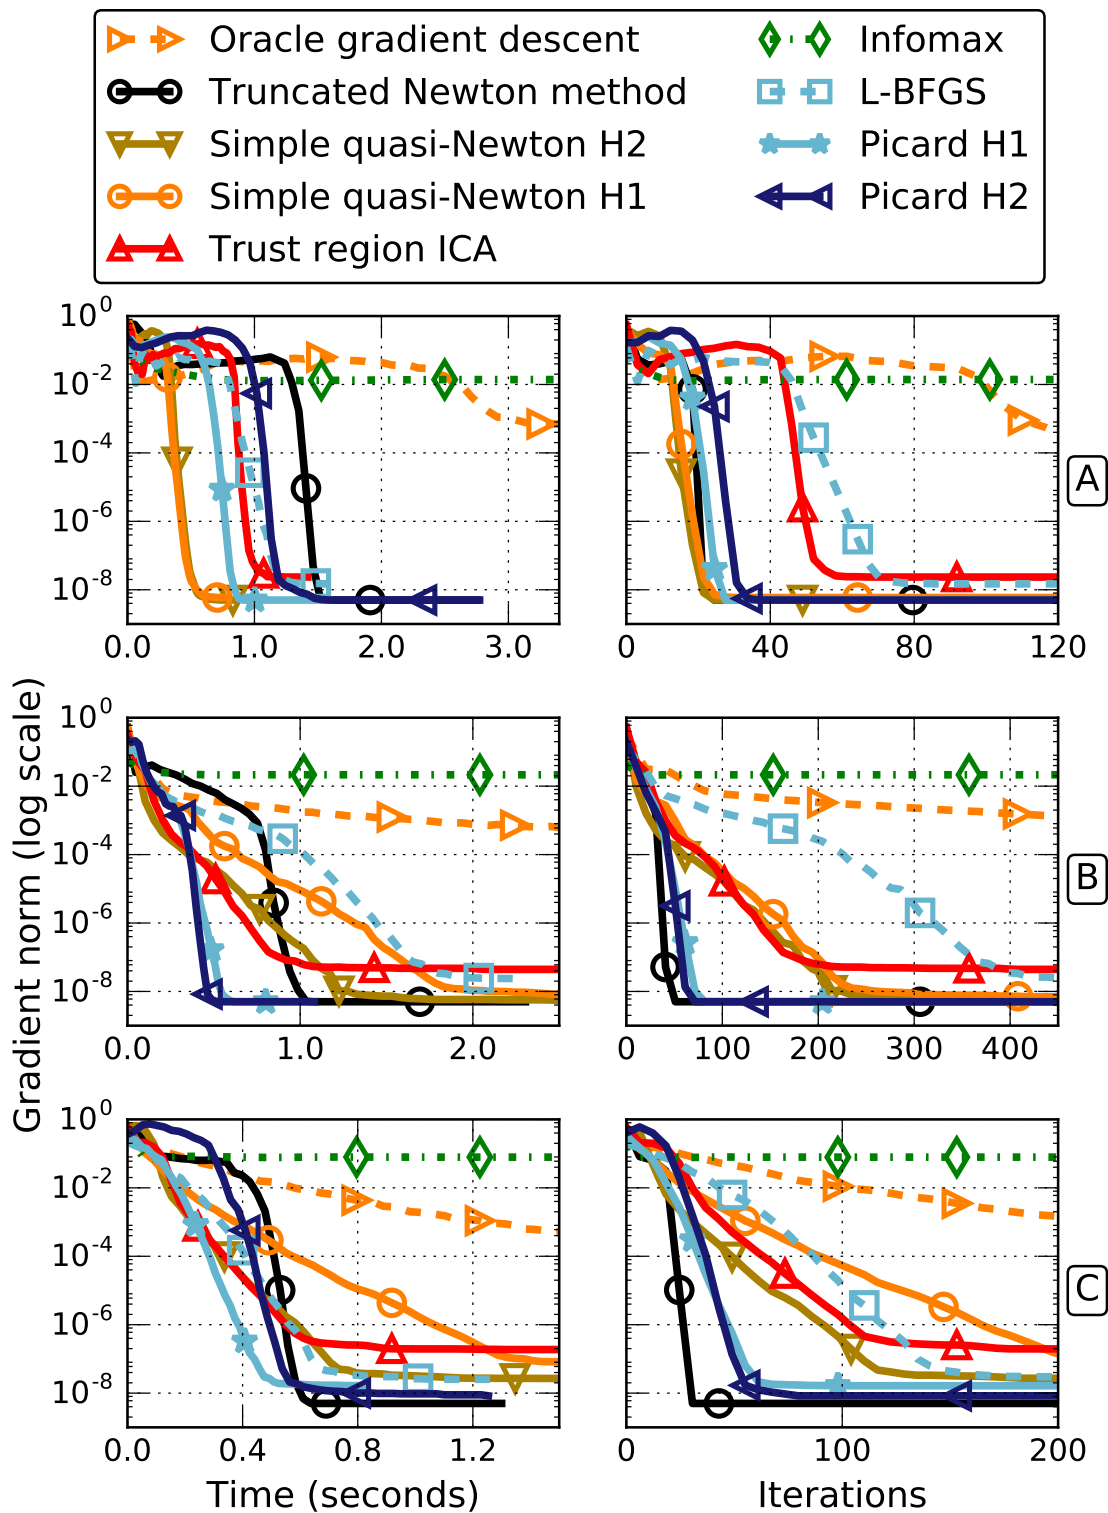 Oracle gradient descent
Truncated Newton method
Simple quasi-Newton H2
Simple quasi-Newton H1
Trust region ICA
Infomax
L-BFGS
Picard H1
Picard H2
Gradient norm (log scale)
10^0
10^-2
10^-4
10^-6
10^-8
0.0 1.0 2.0 3.0
0 40 80 120
A
10^0
10^-2
10^-4
10^-6
10^-8
0.0 1.0 2.0
0 100 200 300 400
B
10^0
10^-2
10^-4
10^-6
10^-8
0.0 0.4 0.8 1.2
0 100 200
C
Time (seconds)
Iterations